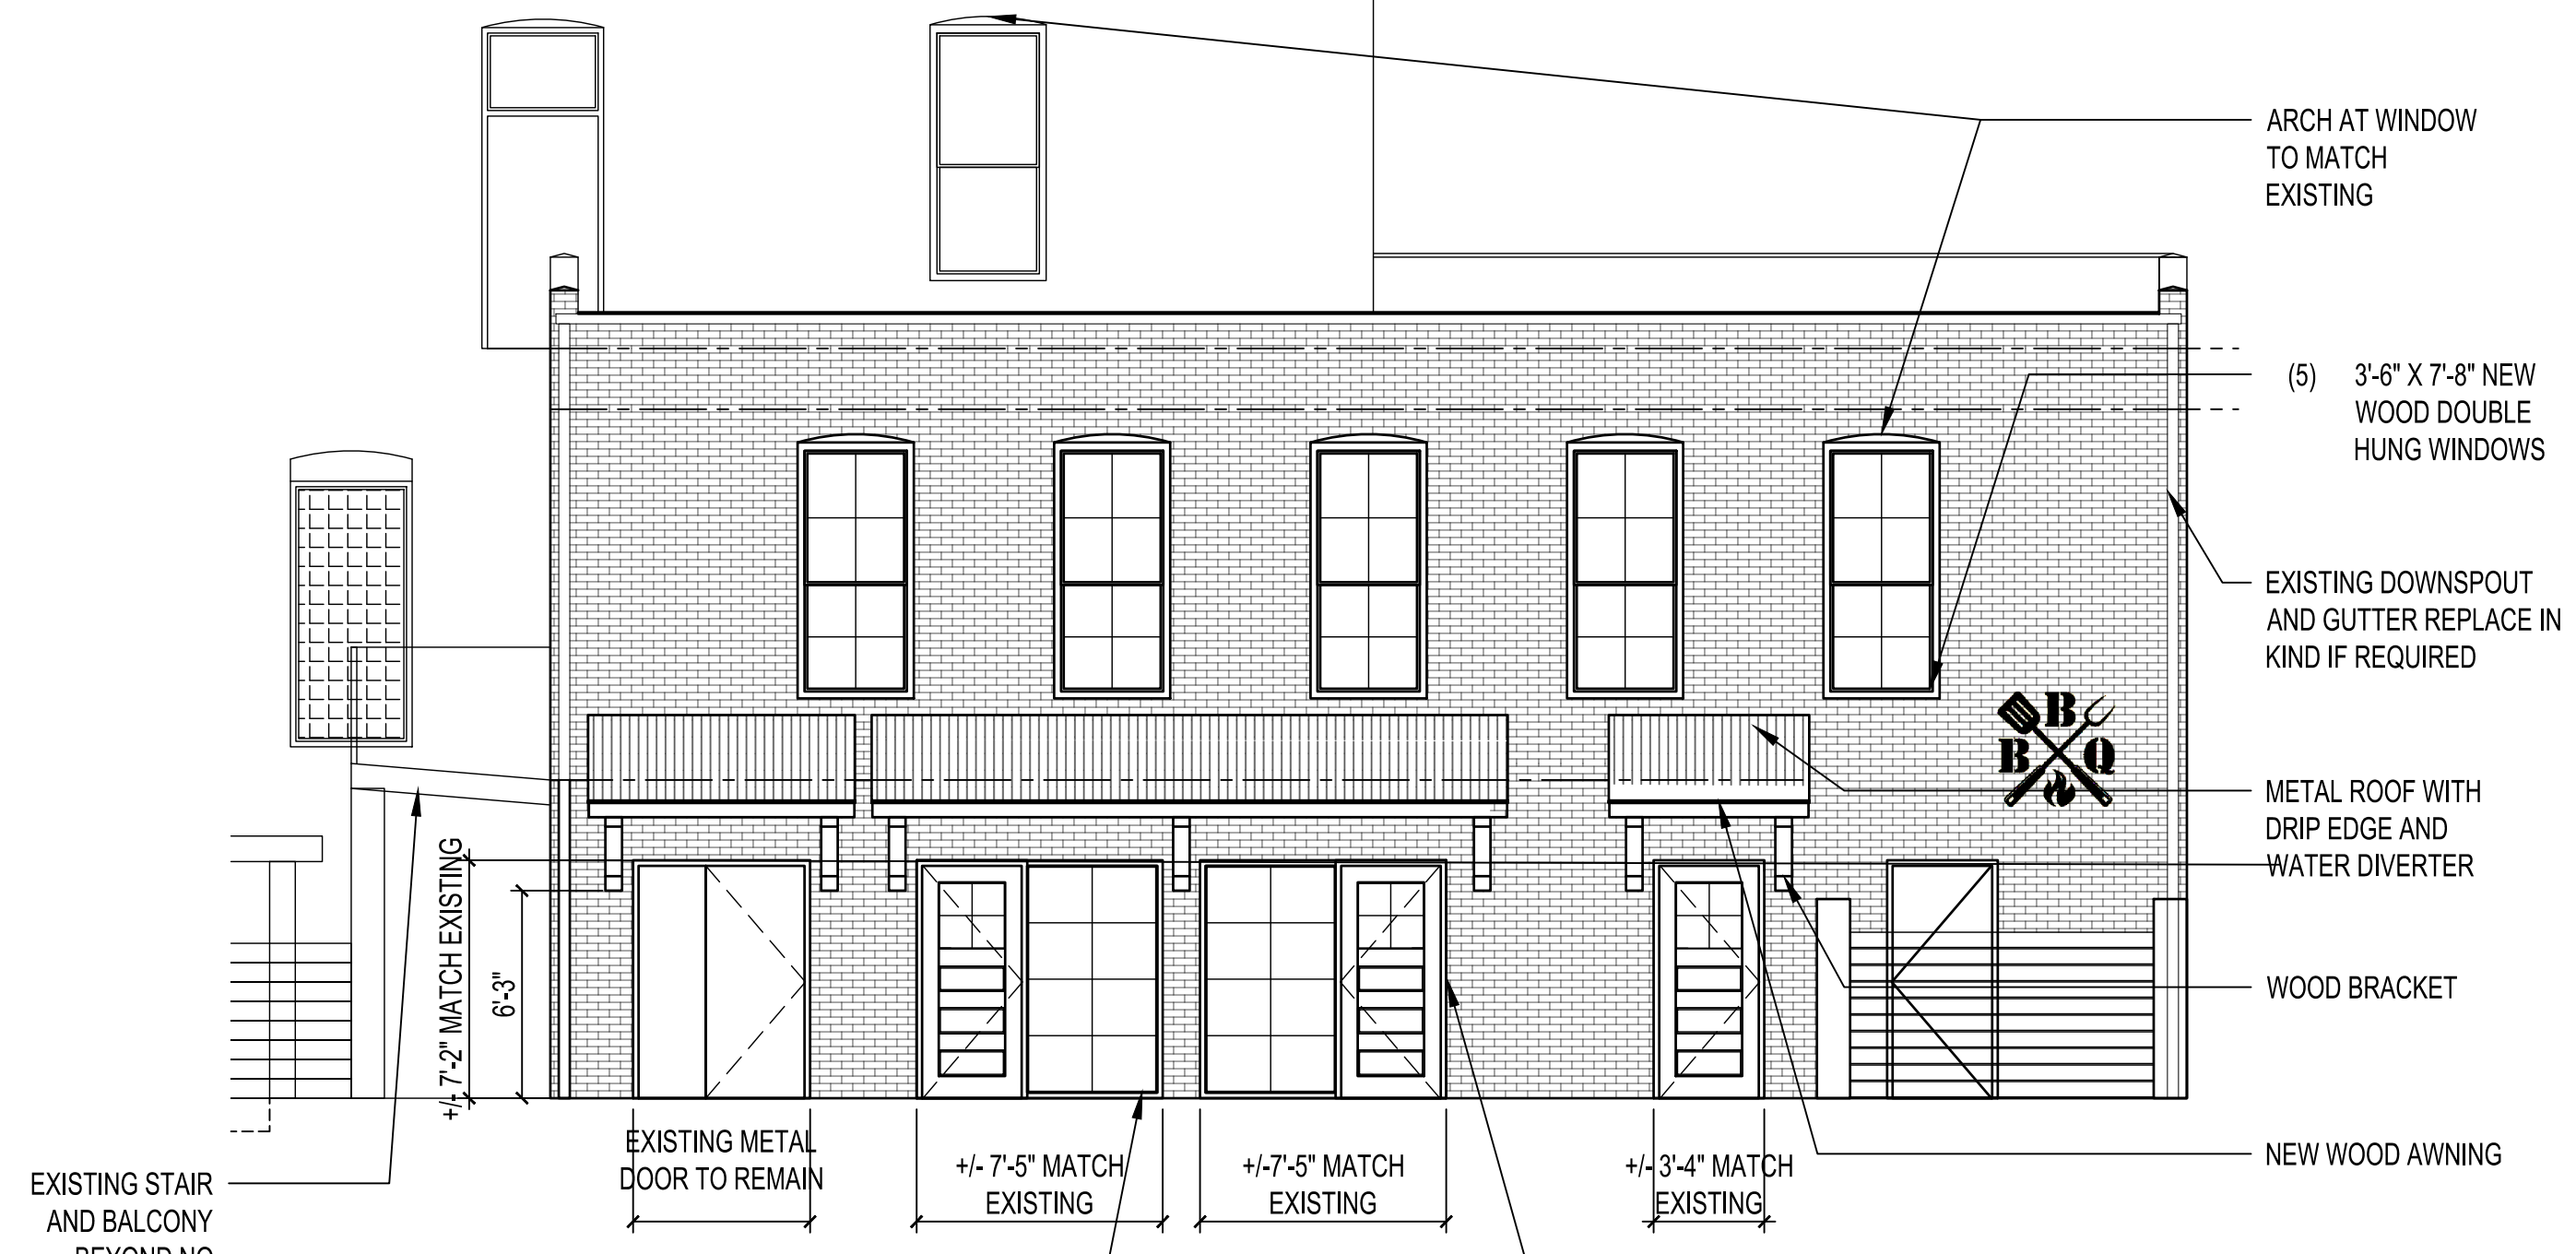 ARCH AT WINDOW
TO MATCH
EXISTING
(5) 3'-6" X 7'-8" NEW
WOOD DOUBLE
HUNG WINDOWS
EXISTING DOWNSPOUT
AND GUTTER REPLACE IN
KIND IF REQUIRED
B
B Q
METAL ROOF WITH
DRIP EDGE AND
WATER DIVERTER
WOOD BRACKET
NEW WOOD AWNING
+/- 7'-2" MATCH EXISTING
6'-3"
EXISTING METAL
DOOR TO REMAIN
+/- 7'-5" MATCH
EXISTING
+/-7'-5" MATCH
EXISTING
+/- 3'-4" MATCH
EXISTING
EXISTING STAIR
AND BALCONY
BEYOND NO